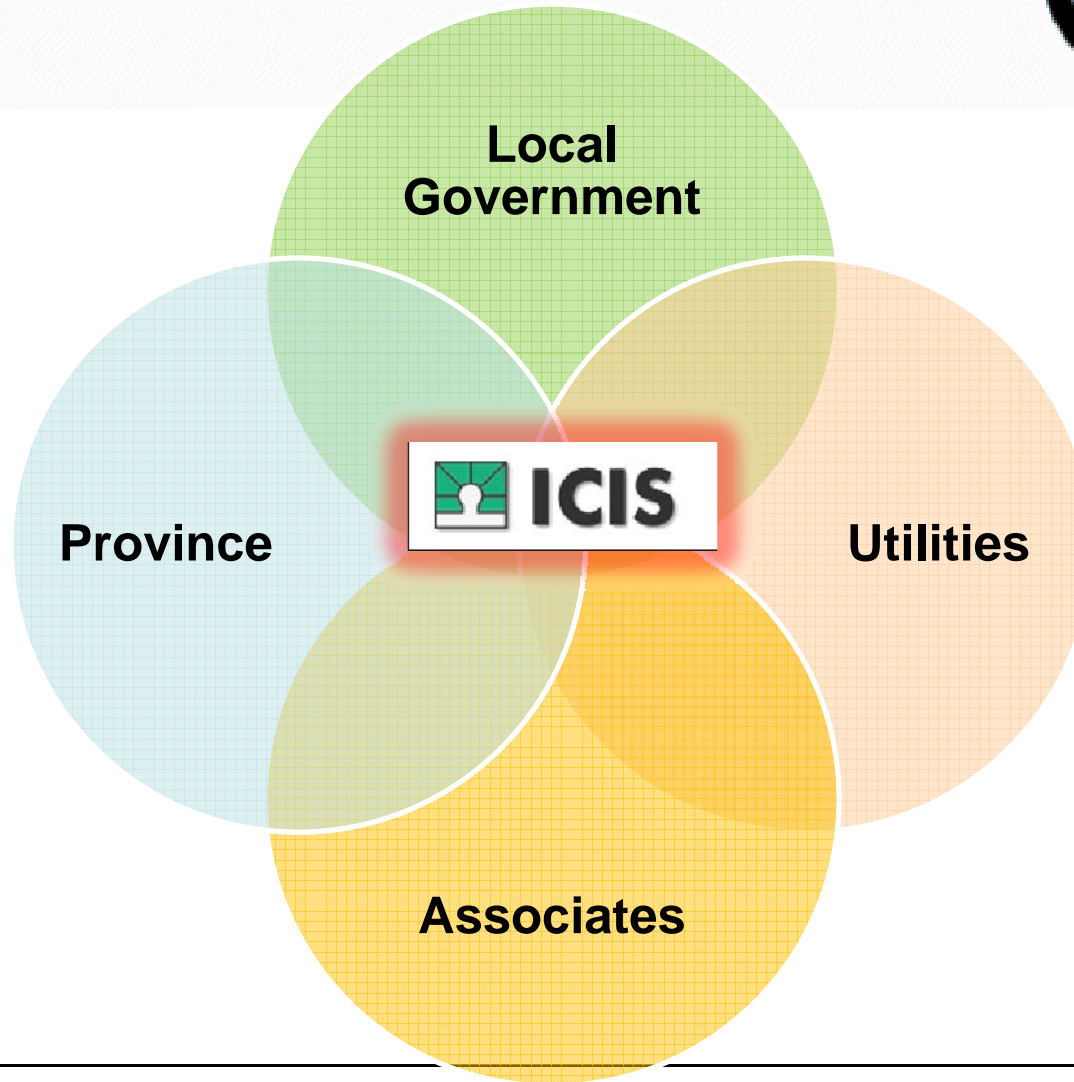 Local
Government
ICIS
Province
Utilities
Associates